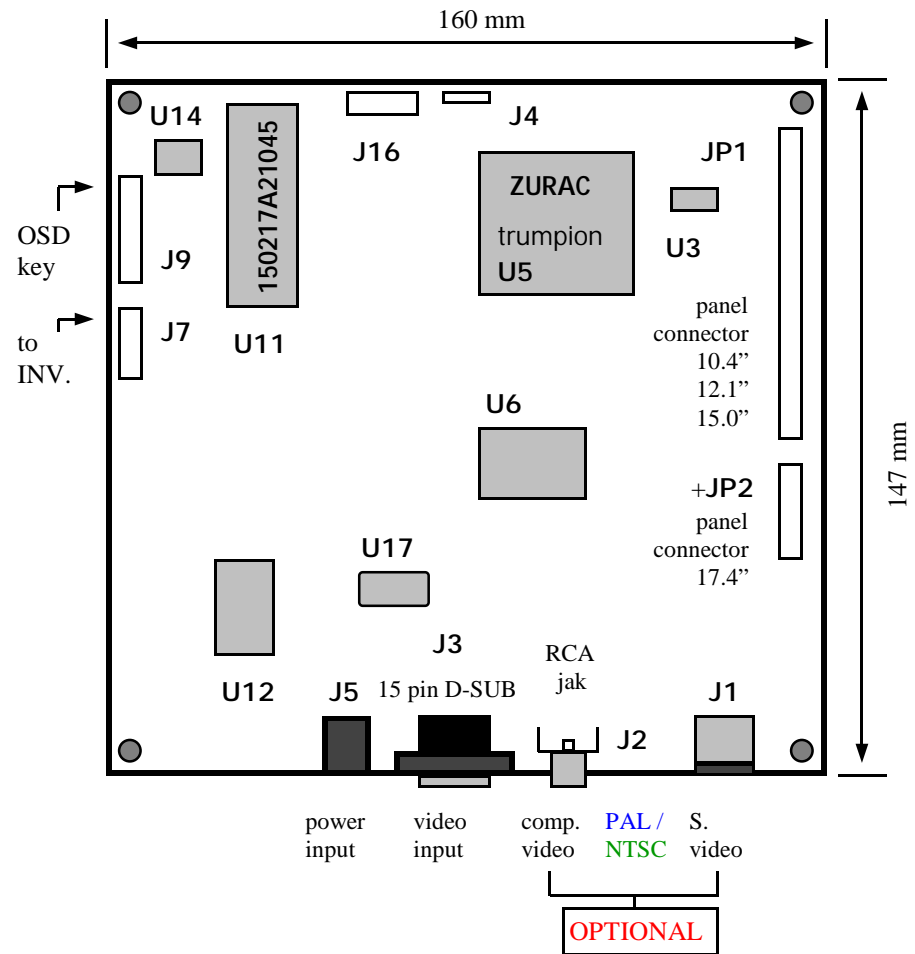 160 mm
U14
J4
J16
JP1
150217A21045
ZURAC
trumpion
U5
U3
OSD
key
J9
J7
to
INV.
U11
panel
connector
10.4”
12.1”
15.0”
147 mm
U6
+JP2
panel
connector
17.4”
U17
J3
RCA
jak
U12
J5
15 pin D-SUB
J1
J2
power
input
video
input
comp.
video
PAL /
NTSC
S.
video
OPTIONAL